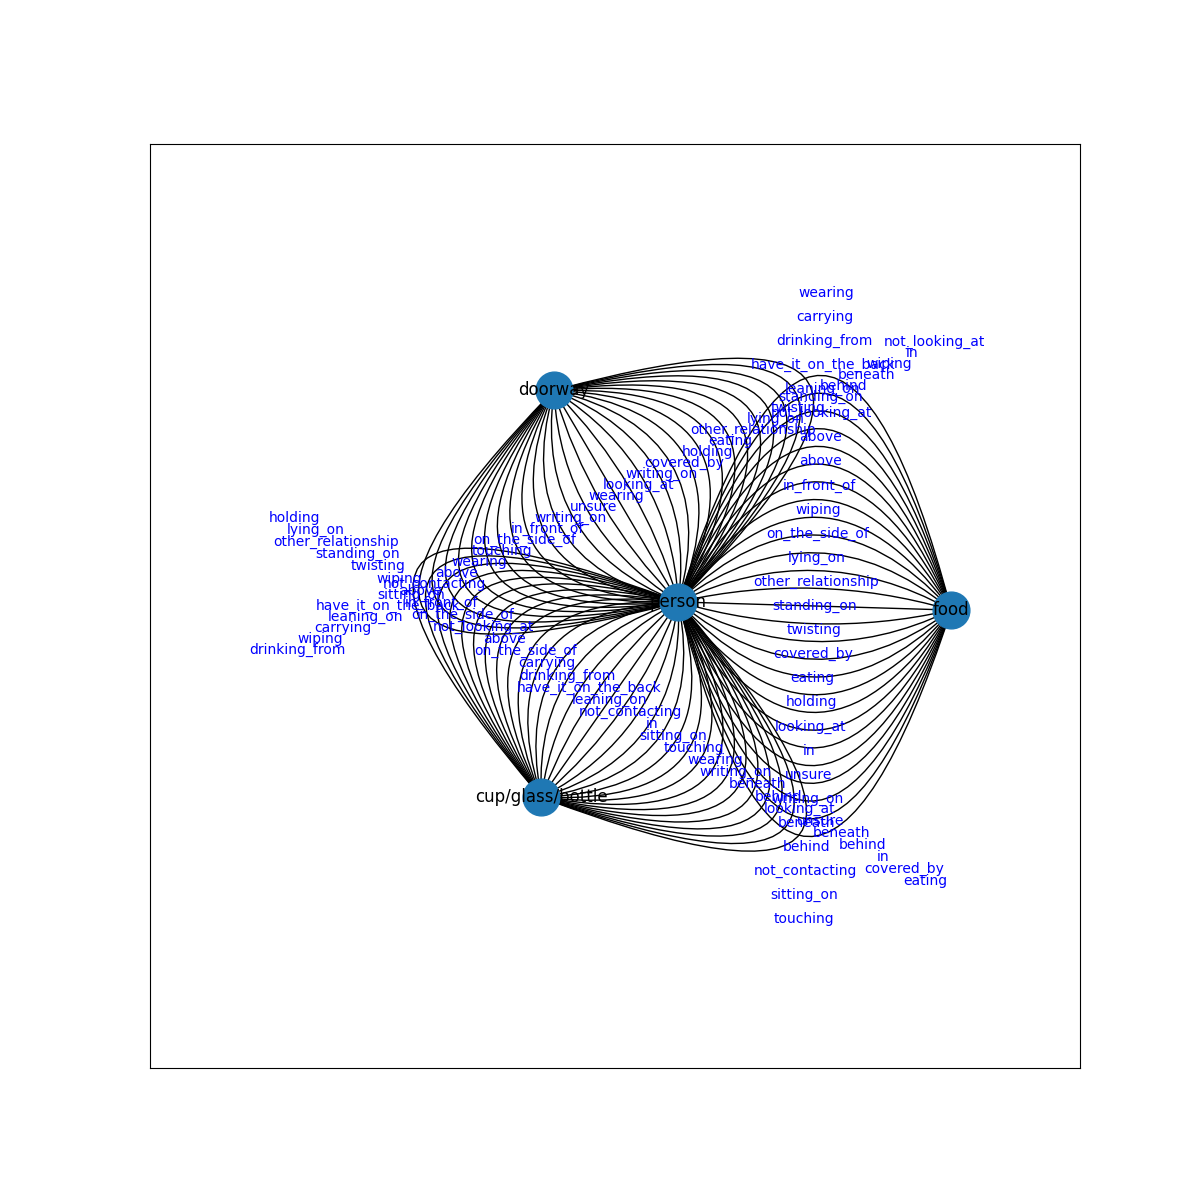 wearing
carrying
drinking_from
not_looking_at
in
have_it_on_the_back
wiping
beneath
behind
doorway
leaning_on
standing_on
twisting
not_looking_at
lying_on
other_relationship
above
eating
holding
above
covered_by
writing_on
looking_at
in_front_of
wearing
unsure
wiping
holding
writing_on
lying_on
in_front_of
on_the_side_of
other_relationship
on_the_side_of
standing_on
touching
lying_on
wearing
twisting
above
wiping
not_contacting
other_relationship
above
sitting_on
person
in_front_of
have_it_on_the_back
standing_on
food
leaning_on
on_the_side_of
carrying
not_looking_at
twisting
wiping
above
drinking_from
on_the_side_of
covered_by
carrying
drinking_from
eating
have_it_on_the_back
leaning_on
holding
not_contacting
in
looking_at
sitting_on
touching
in
wearing
writing_on
unsure
beneath
cup/glass/bottle
behind
writing_on
looking_at
beneath
unsure
beneath
behind
behind
in
not_contacting
covered_by
eating
sitting_on
touching